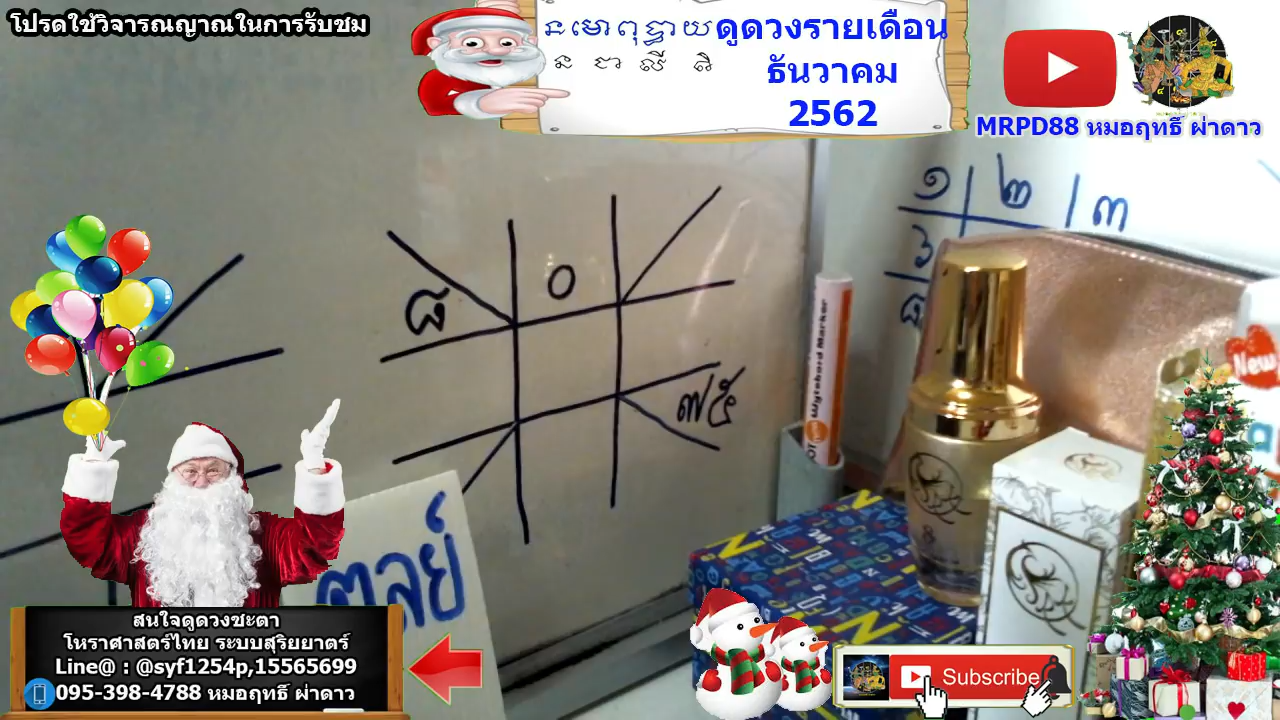 โปรดใช้วิจารณญาณในการรับชม
ดูดวงรายเดือน
ธันวาคม
2562
MRPD88 หมอฤทธิ์ ผ่าดาว
๑ ๒ ๓
๘ ๐
๗๕
Wytebord Marker
New
ตุลย์
8
สนใจดูดวงชะตา
โหราศาสตร์ไทย ระบบสุริยยาตร์
Line@ : @syf1254p,15565699
095-398-4788 หมอฤทธิ์ ผ่าดาว
Subscribe